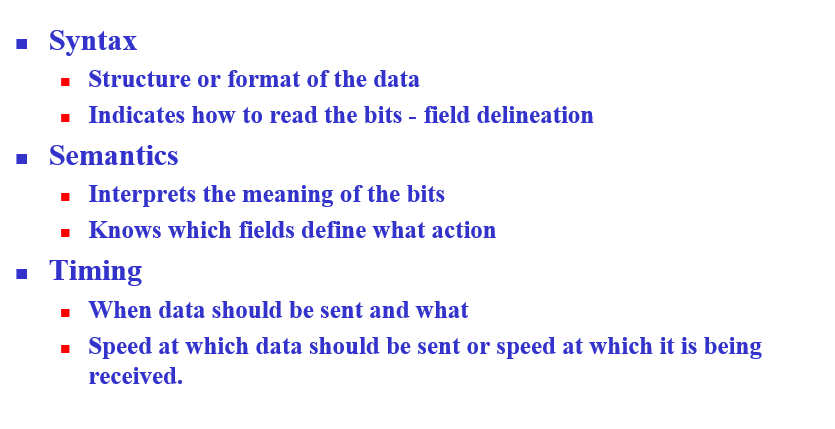 Syntax
Structure or format of the data
Indicates how to read the bits - field delineation
Semantics
Interprets the meaning of the bits
Knows which fields define what action
Timing
When data should be sent and what
Speed at which data should be sent or speed at which it is being
received.